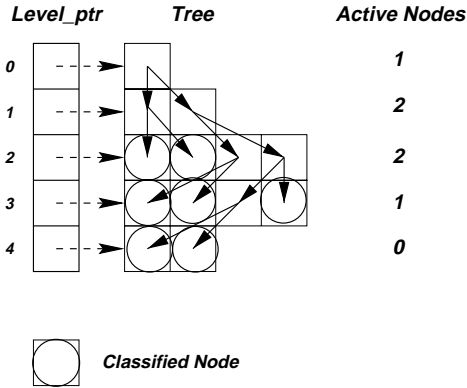 Level_ptr Tree Active Nodes
0 1
1 2
2 2
3 1
4 0
Classified Node